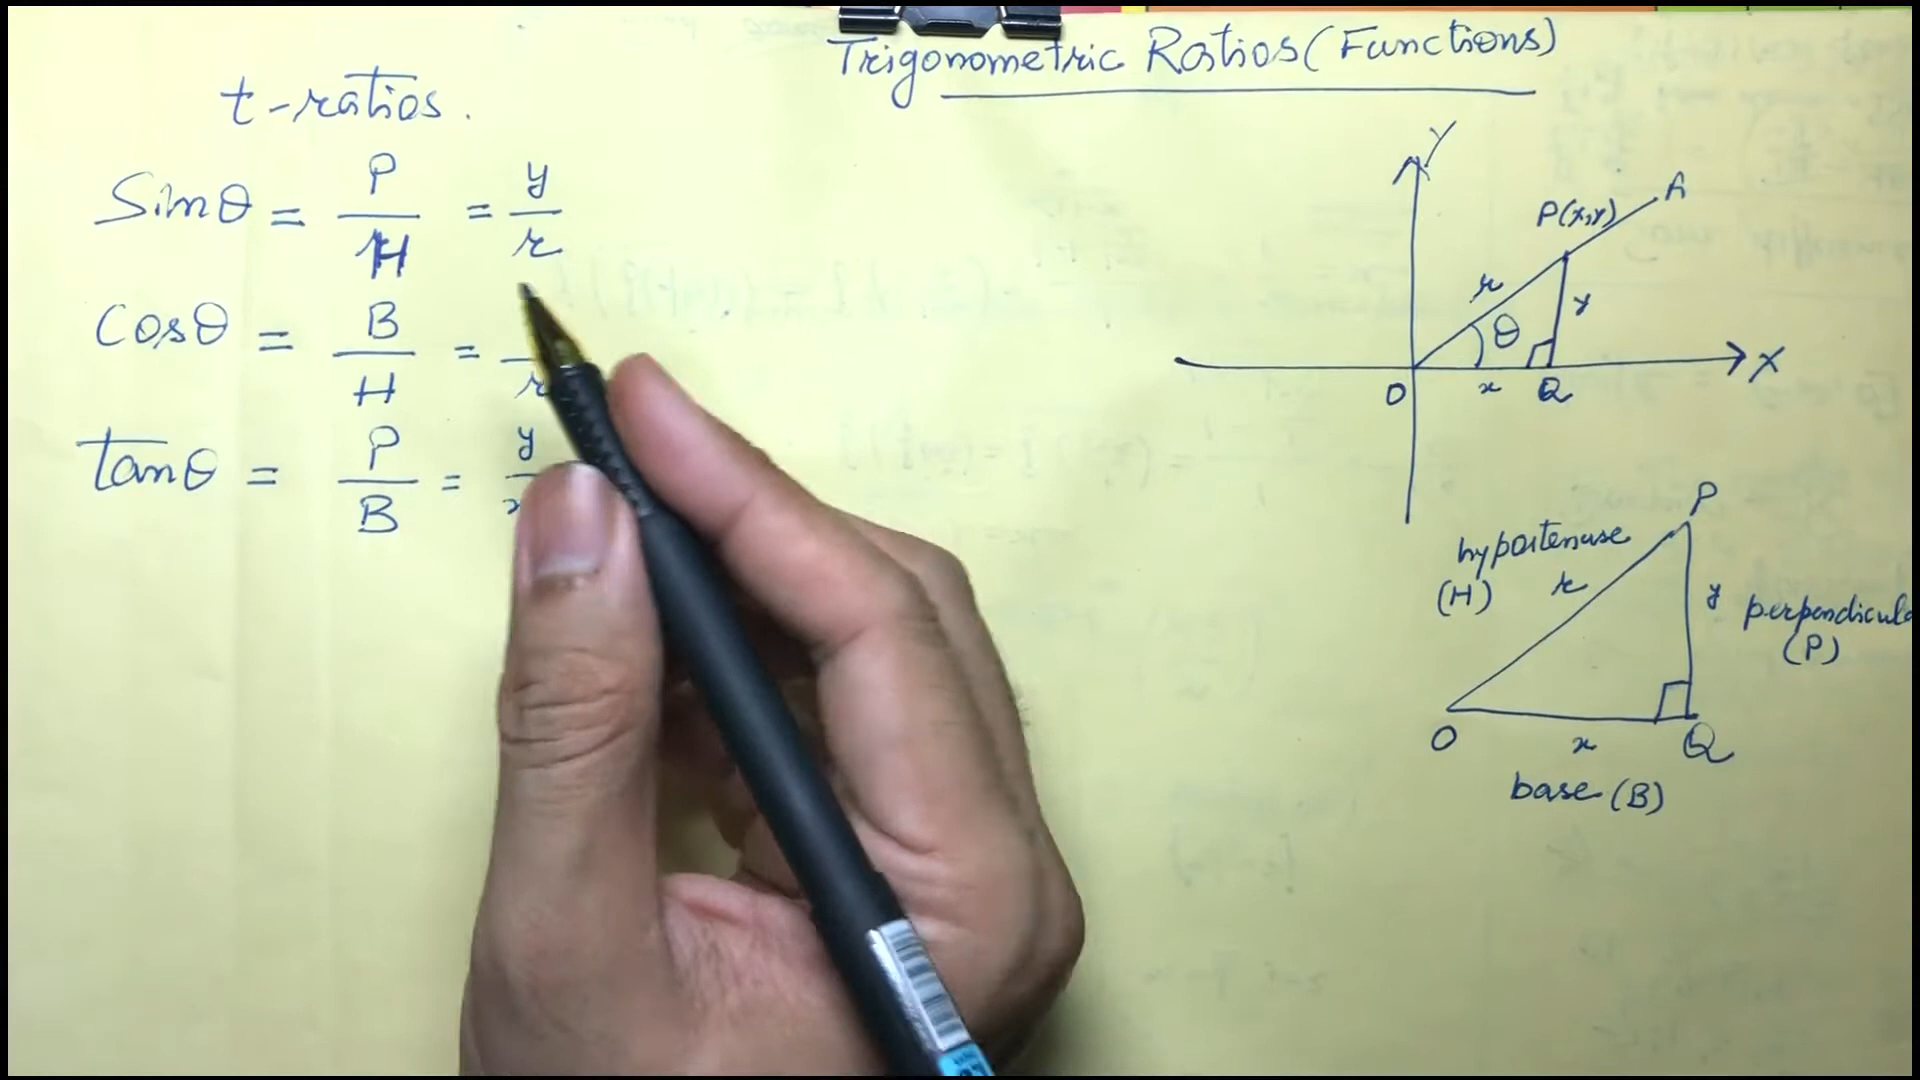 Trigonometric Ratios (Functions)
t-ratios.
Sinθ = P/H = y/r
Cosθ = B/H = /r
tanθ = P/B = y/x
Y
A
P(x,y)
r
θ
y
X
O
x
Q
P
hypotenuse
(H)
r
y
perpendicula
(P)
O
x
Q
base (B)